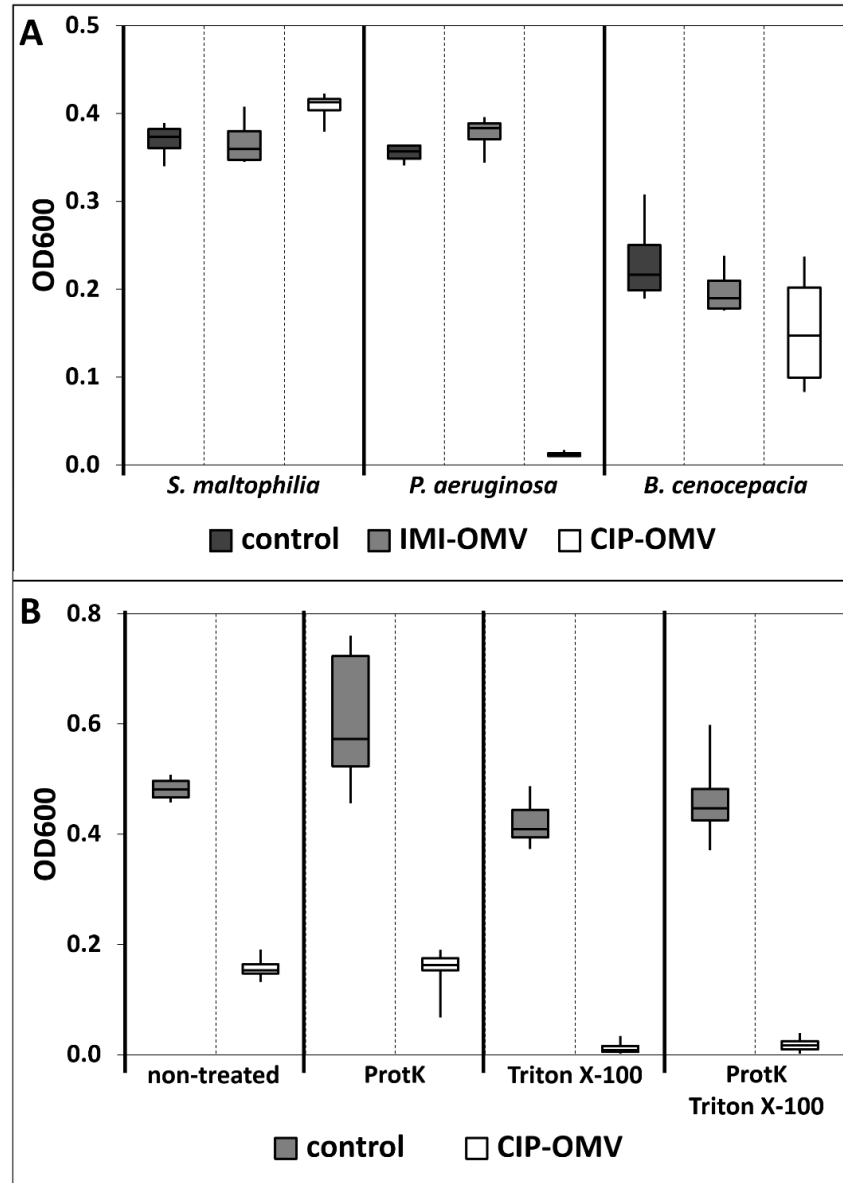 A
0.5
0.4
0.3
0.2
0.1
0.0
OD600
S. maltophilia P. aeruginosa B. cenocepacia
control IMI-OMV CIP-OMV
B
0.8
0.6
0.4
0.2
0.0
OD600
non-treated ProtK Triton X-100 ProtK
Triton X-100
control CIP-OMV